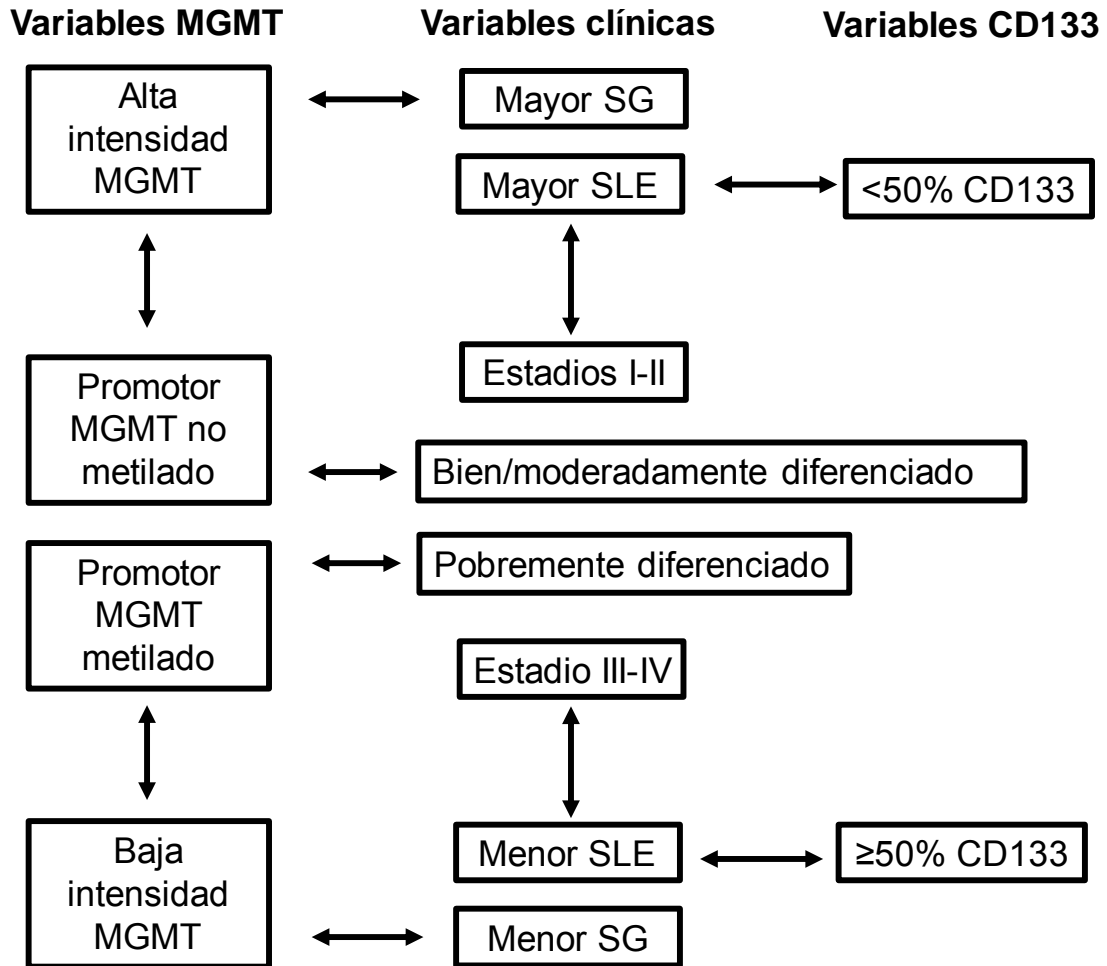 Variables MGMT
Variables clínicas
Variables CD133
Alta
intensidad
MGMT
Mayor SG
Mayor SLE
<50% CD133
Promotor
MGMT no
metilado
Estadios I-II
Bien/moderadamente diferenciado
Promotor
MGMT
metilado
Pobremente diferenciado
Estadio III-IV
Baja
intensidad
MGMT
Menor SLE
≥50% CD133
Menor SG